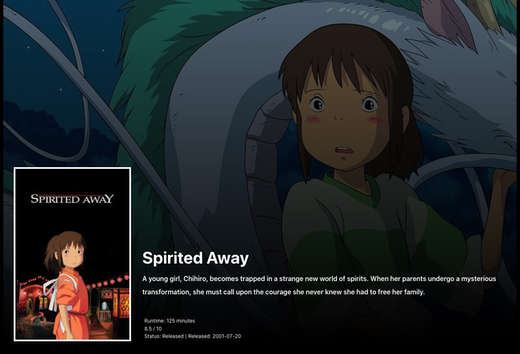 SPIRITED AWAY
Spirited Away
A young girl, Chihiro, becomes trapped in a strange new world of spirits. When her parents undergo a mysterious
transformation, she must call upon the courage she never knew she had to free her family.
Runtime: 125 minutes
8.5 / 10
Status: Released | Released: 2001-07-20